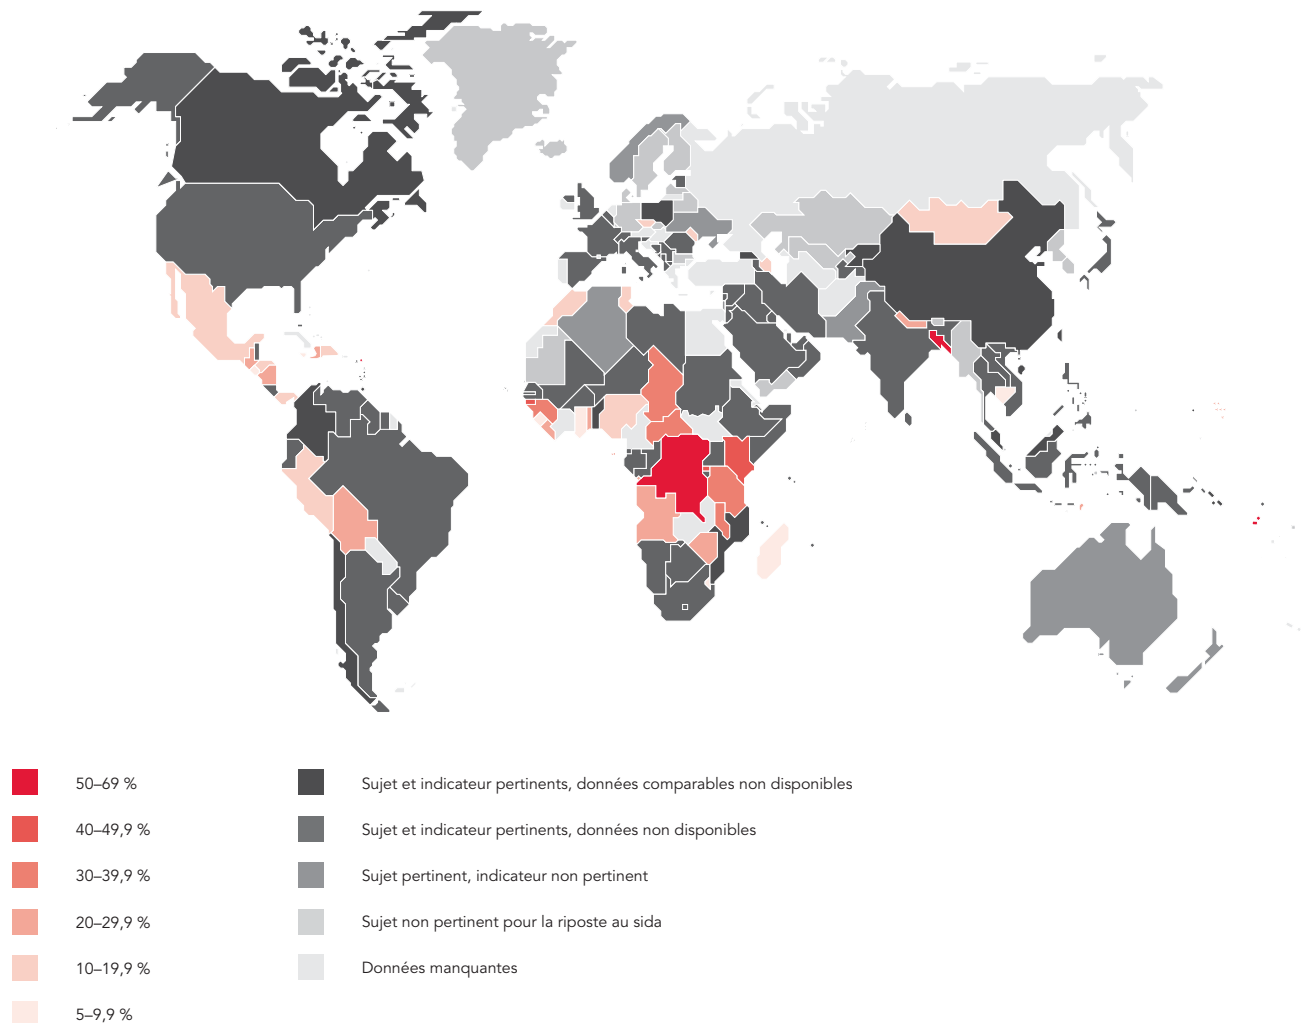 50–69 %
40–49,9 %
30–39,9 %
20–29,9 %
10–19,9 %
5–9,9 %
Sujet et indicateur pertinents, données comparables non disponibles
Sujet et indicateur pertinents, données non disponibles
Sujet pertinent, indicateur non pertinent
Sujet non pertinent pour la riposte au sida
Données manquantes